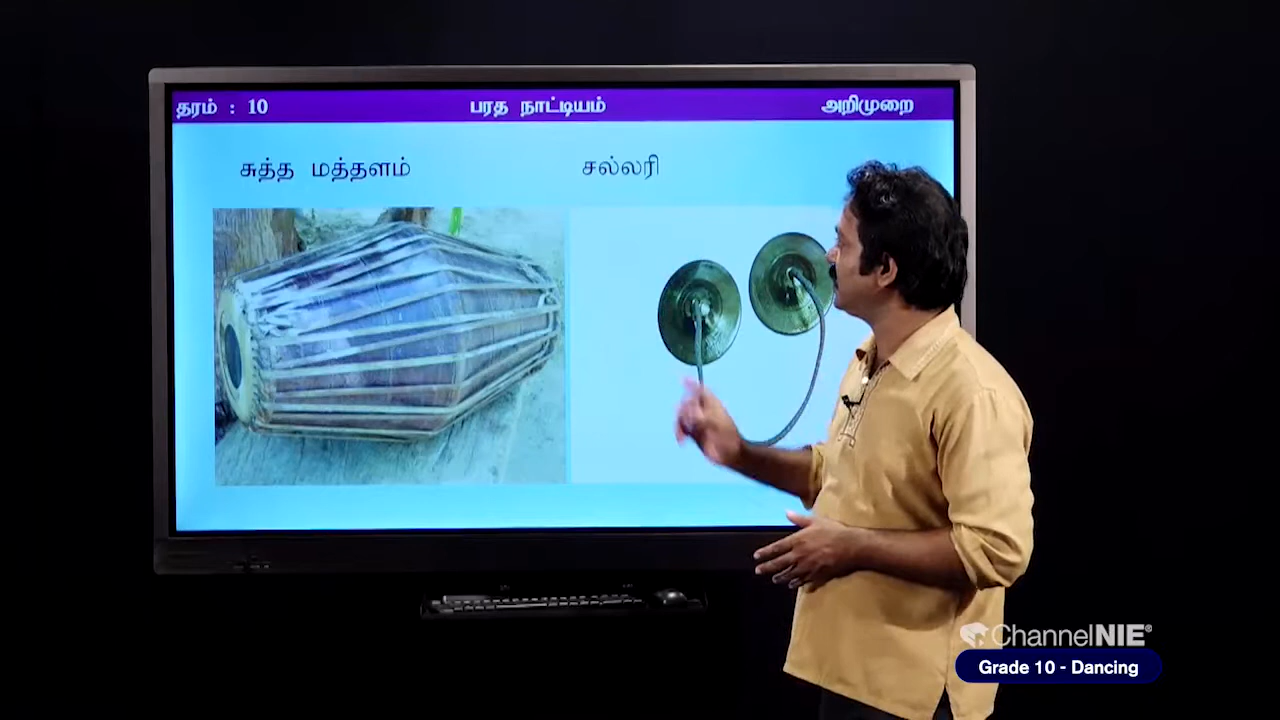 தரம் : 10 பரத நாட்டியம் அறிமுறை
சுத்த மத்தளம் சல்லரி
ChannelNIE®
Grade 10 - Dancing